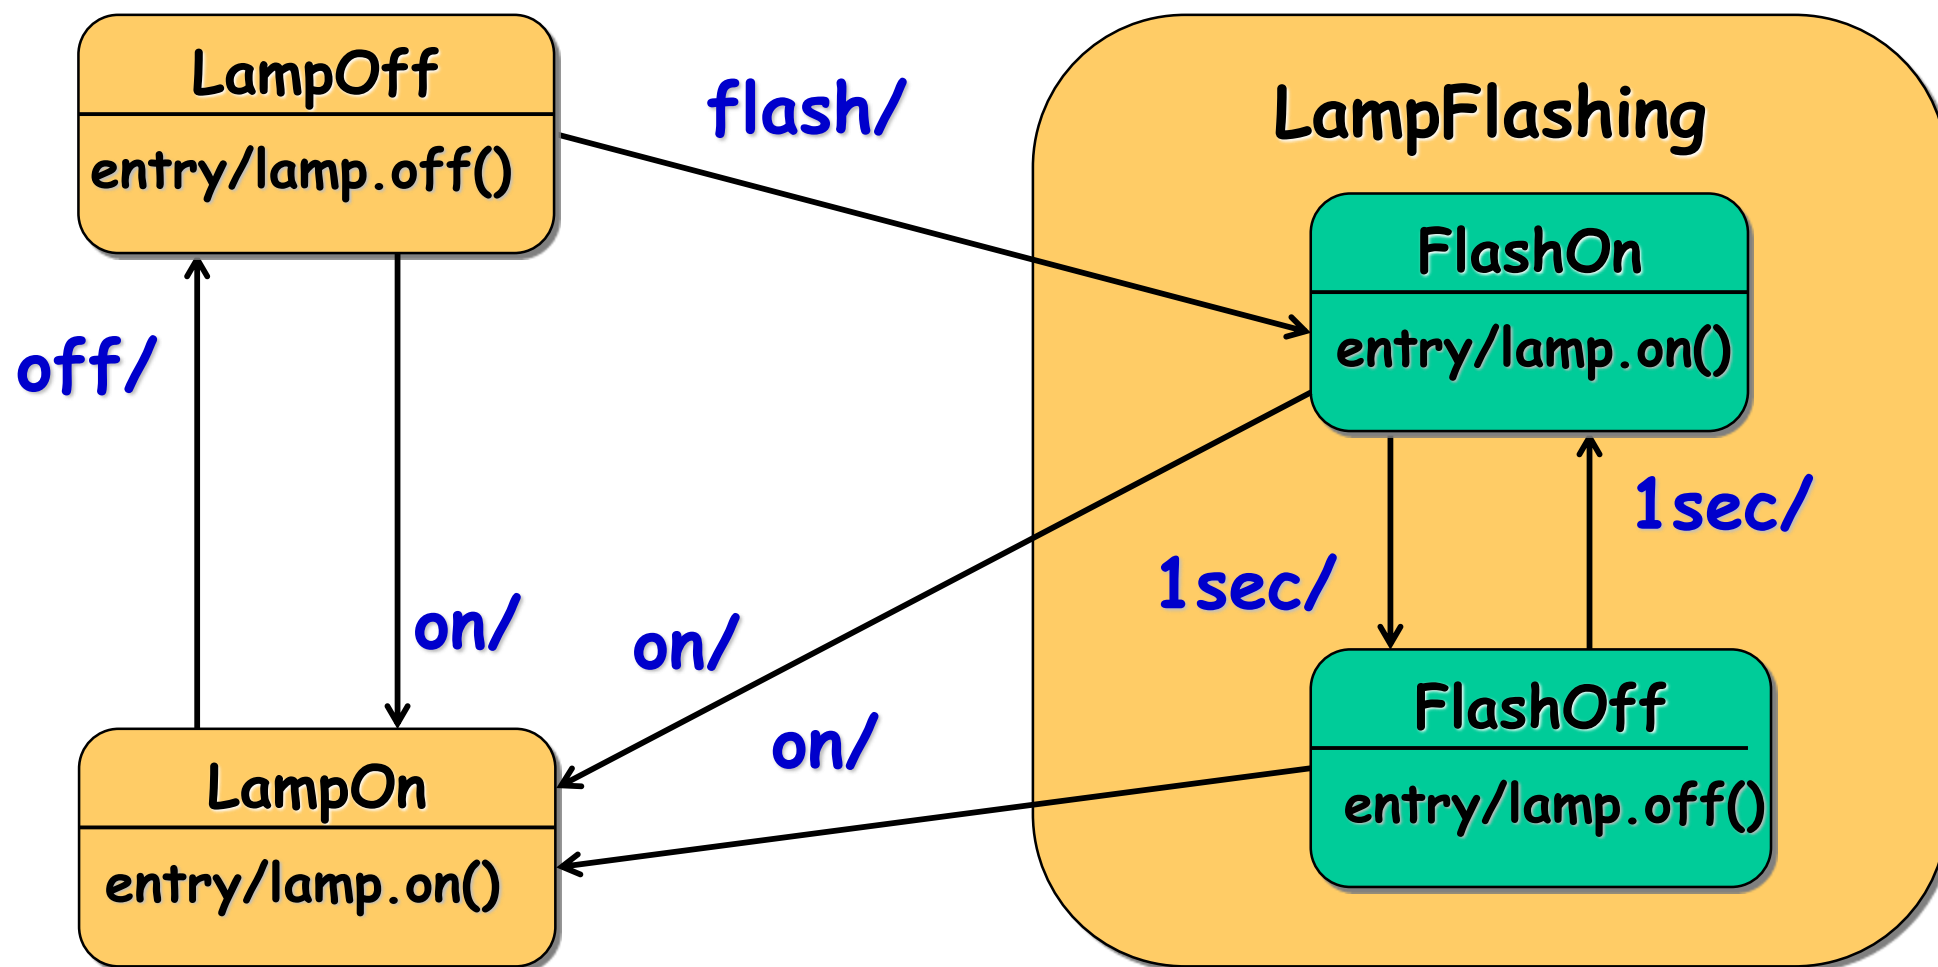 LampOff
entry/lamp.off()
flash/
LampFlashing
FlashOn
entry/lamp.on()
off/
on/
on/
1sec/
1sec/
on/
FlashOff
entry/lamp.off()
LampOn
entry/lamp.on()